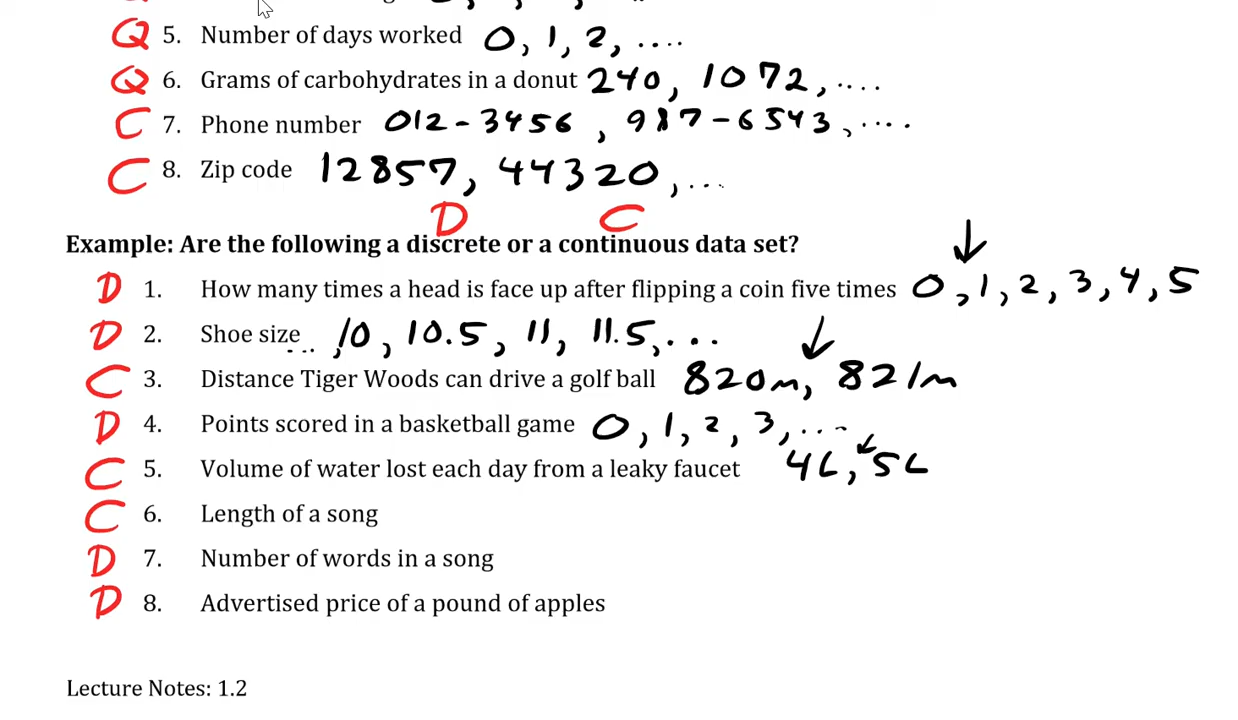 Q 5. Number of days worked 0, 1, 2, ....
Q 6. Grams of carbohydrates in a donut 240, 1072, ....
C 7. Phone number 012-3456, 987-6543, ....
C 8. Zip code 12857, 44320, ...
D C
Example: Are the following a discrete or a continuous data set?
D 1. How many times a head is face up after flipping a coin five times 0, 1, 2, 3, 4, 5
D 2. Shoe size ... , 10, 10.5, 11, 11.5, ...
C 3. Distance Tiger Woods can drive a golf ball 820m, 821m
D 4. Points scored in a basketball game 0, 1, 2, 3, ...
C 5. Volume of water lost each day from a leaky faucet 4L, 5L
C 6. Length of a song
D 7. Number of words in a song
D 8. Advertised price of a pound of apples
Lecture Notes: 1.2